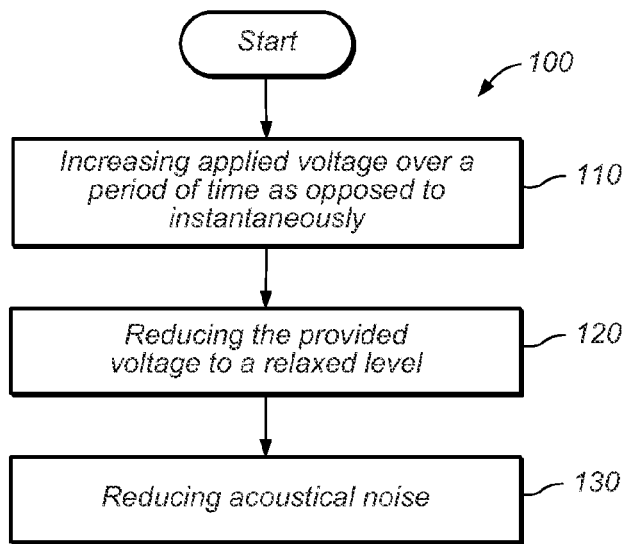 Start
100
Increasing applied voltage over a
period of time as opposed to
instantaneously
110
Reducing the provided
voltage to a relaxed level
120
Reducing acoustical noise
130